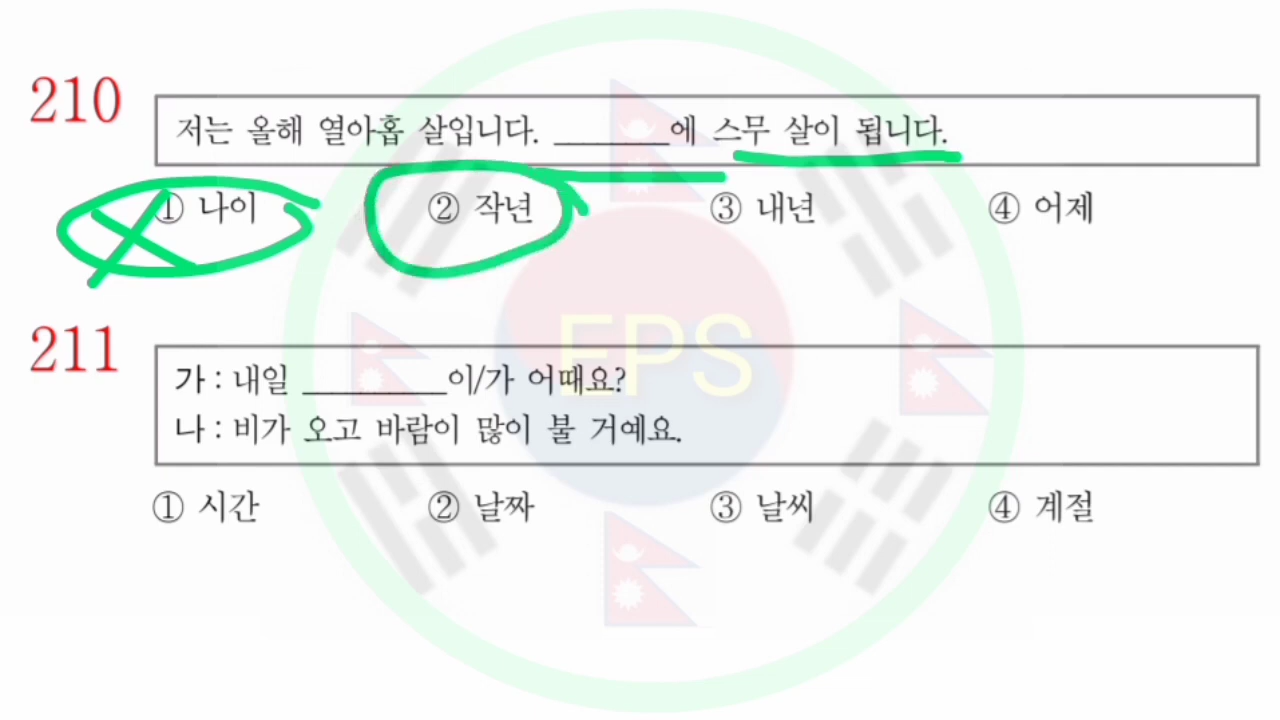 210
저는 올해 열아홉 살입니다. ________에 스무 살이 됩니다.
① 나이 ② 작년 ③ 내년 ④ 어제
EPS
211
가 : 내일 __________이/가 어때요?
나 : 비가 오고 바람이 많이 불 거예요.
① 시간 ② 날짜 ③ 날씨 ④ 계절